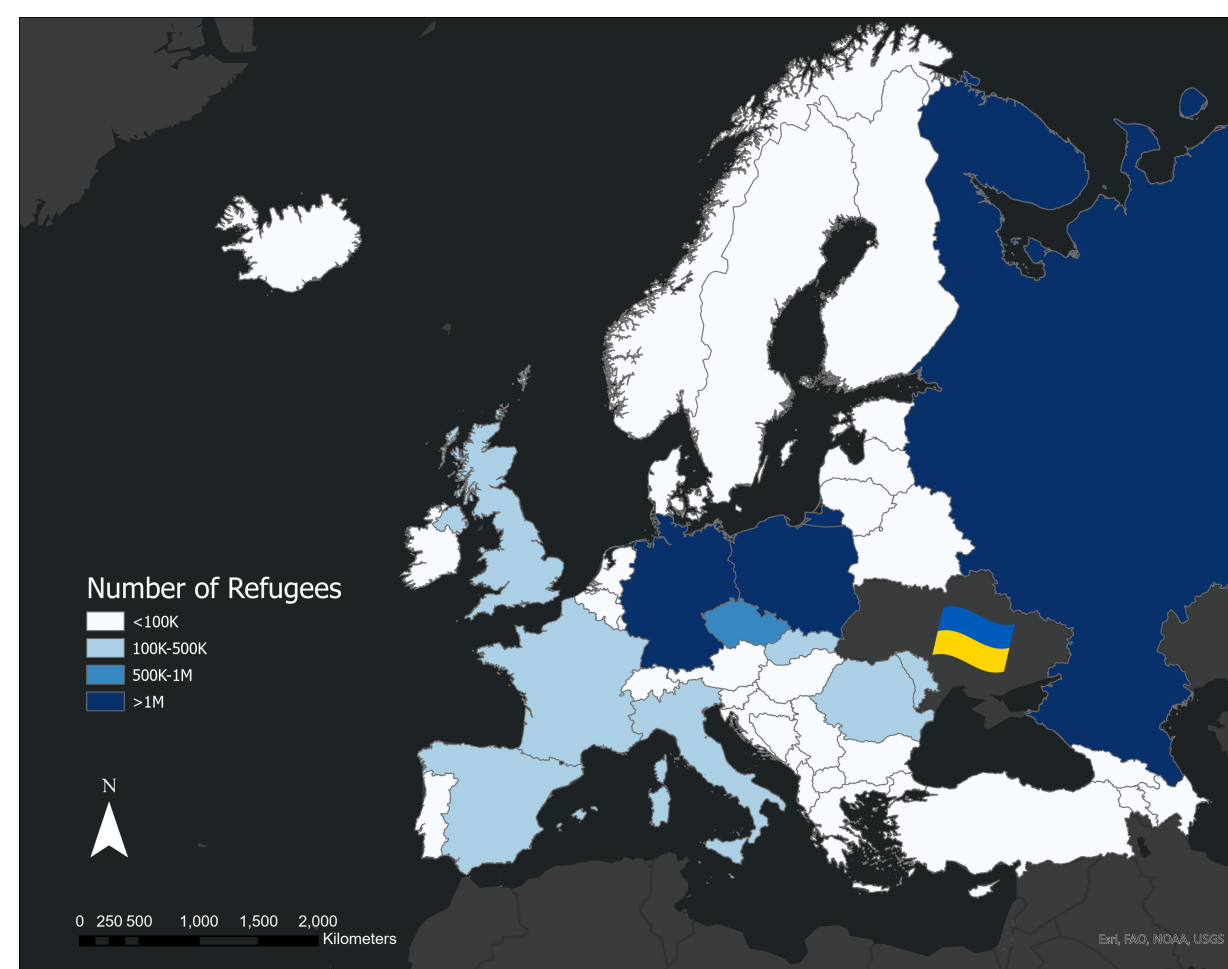 Number of Refugees
<100K
100K-500K
500K-1M
>1M
N
0 250 500 1,000 1,500 2,000
Kilometers
Esri, FAO, NOAA, USGS